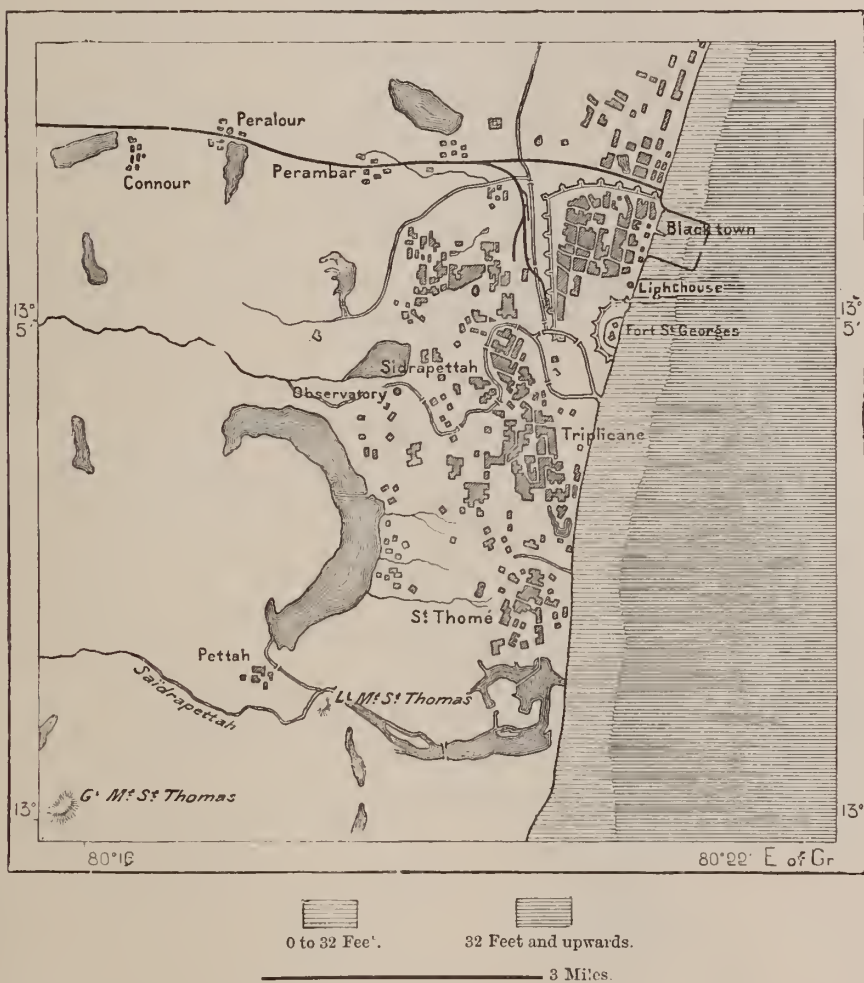 Peralour
Connour
Perambar
Blacktown
Lighthouse
13°
5'
13°
5'
Fort St Georges
Sidrapettah
Observatory
Triplicane
St Thomé
Pettah
Saidrapettah
Lt Mt St Thomas
Gt Mt St Thomas
13°
13°
80°16
80°22' E of Gr
0 to 32 Fee'.
32 Feet and upwards.
3 Miles.